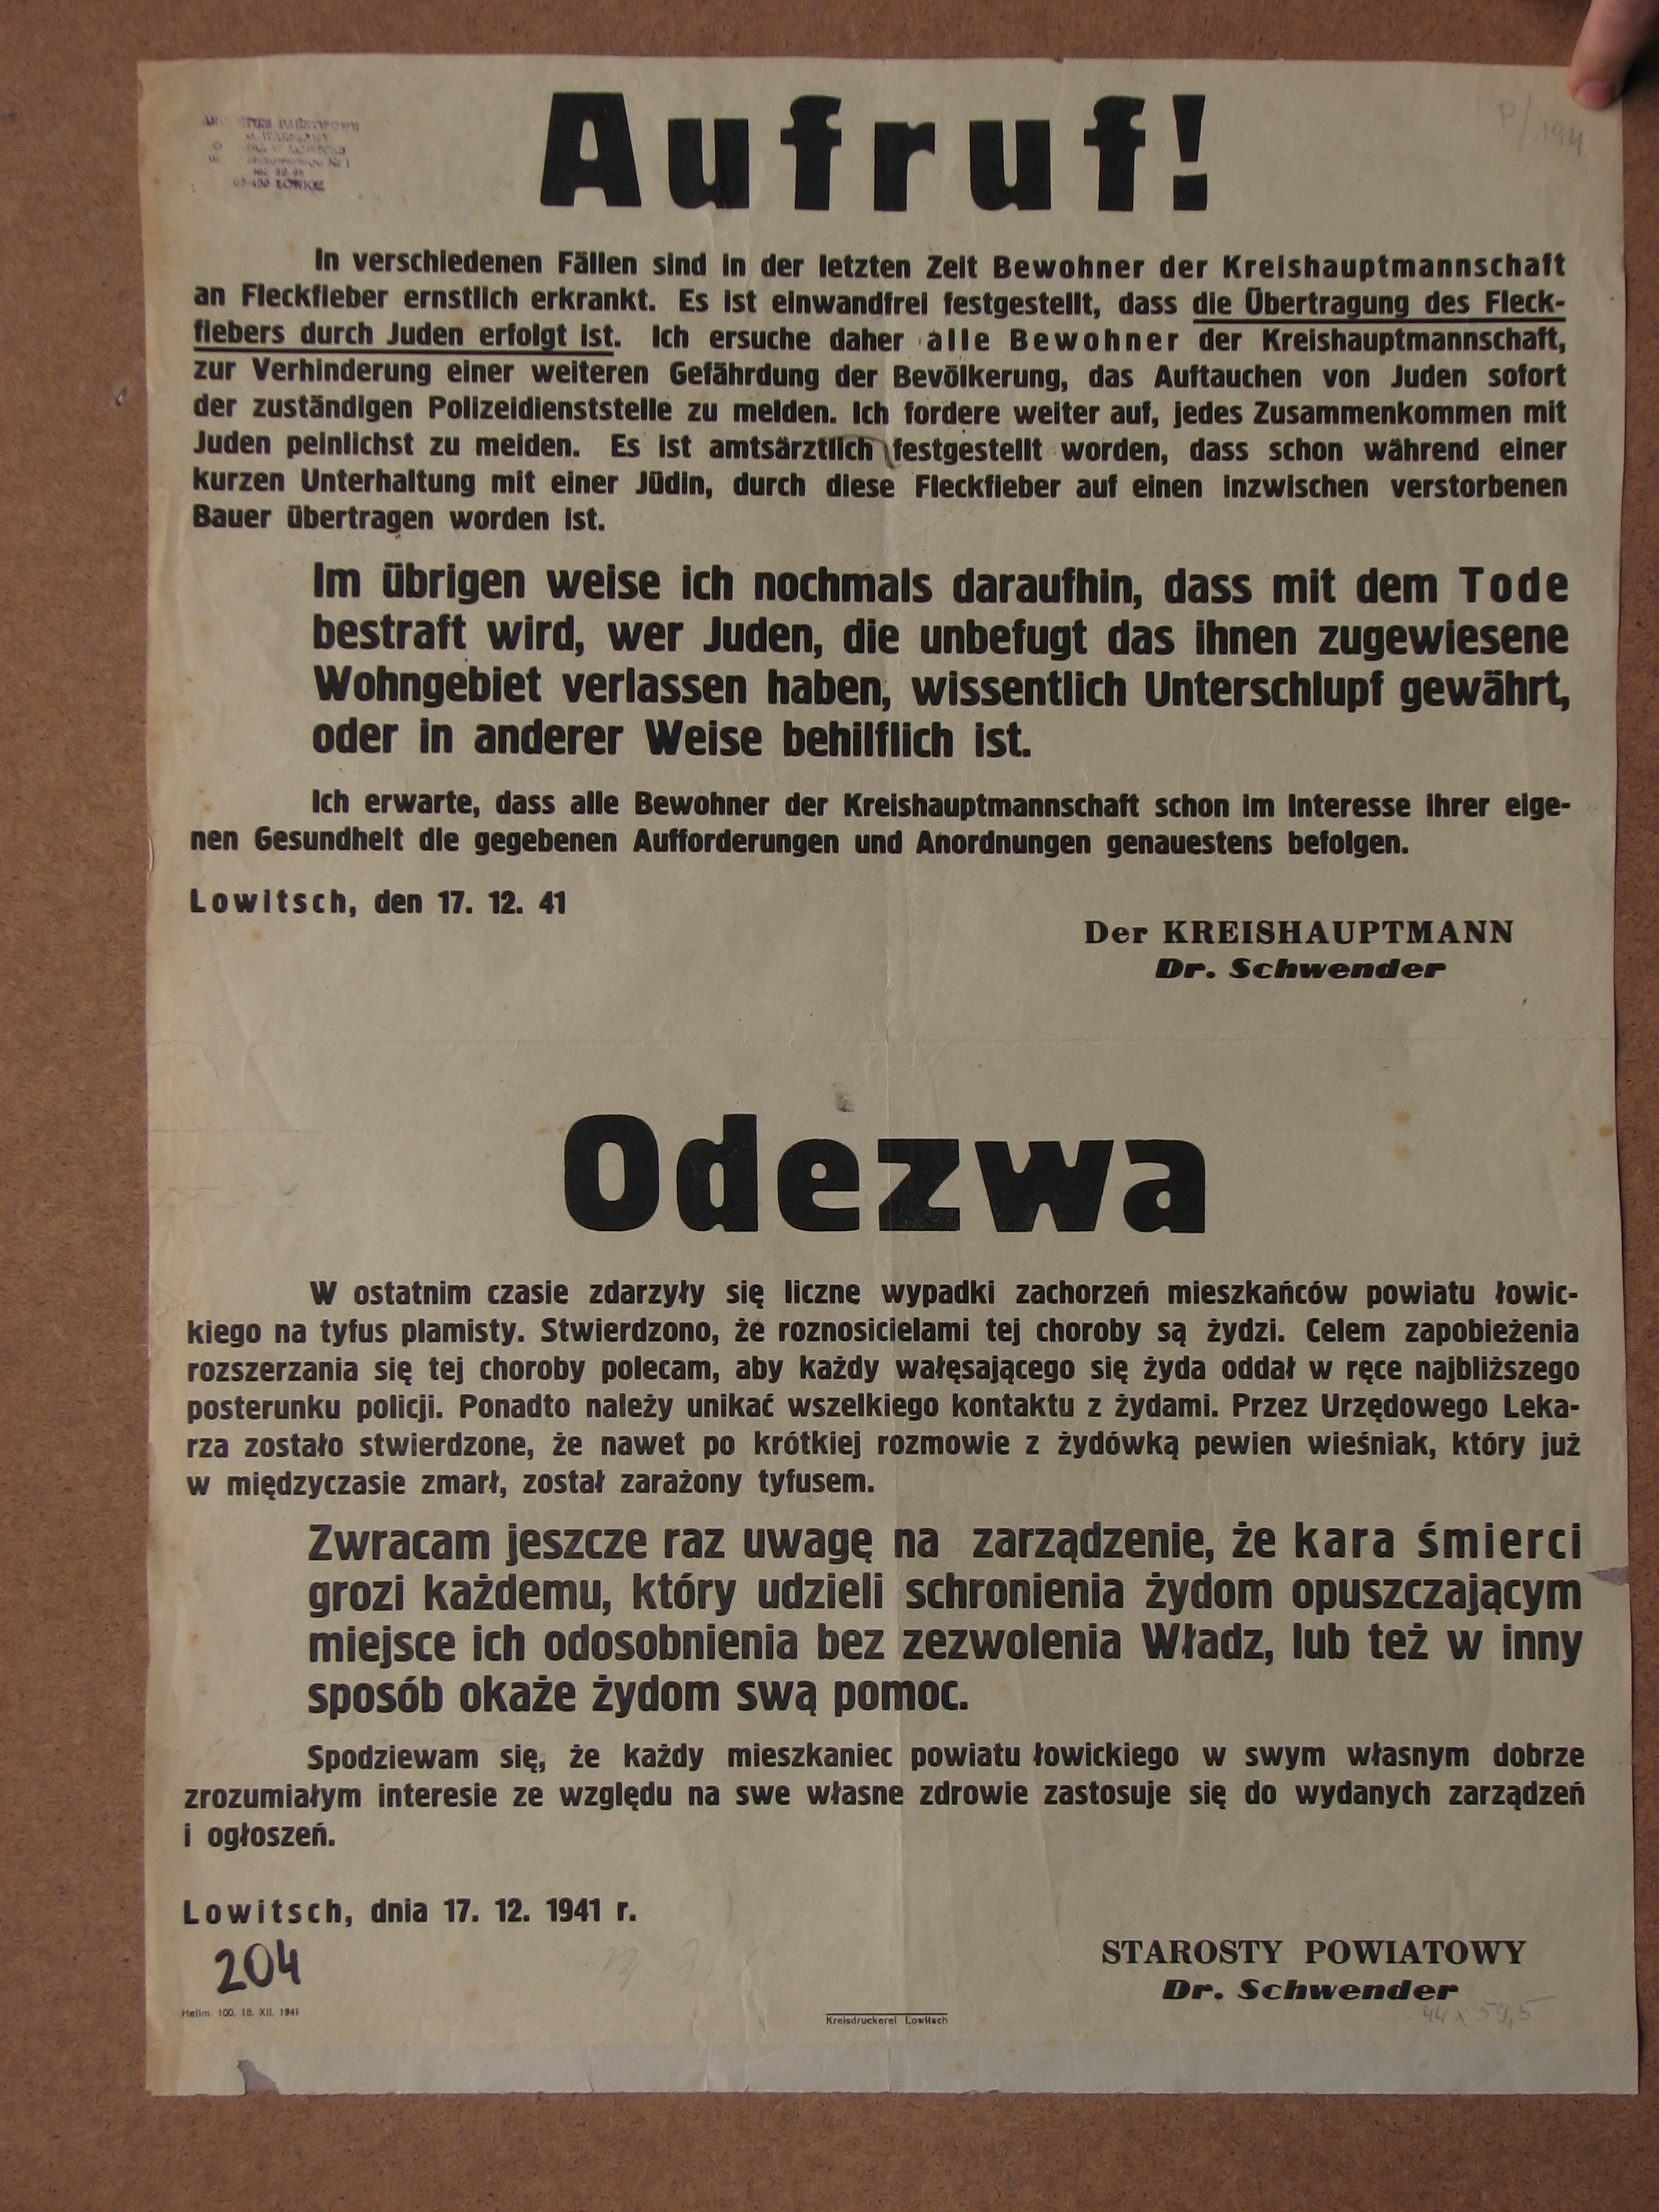 Aufruf!
P/194
PAŃSTWOWE
ŁOWICZ
In verschiedenen Fällen sind in der letzten Zeit Bewohner der Kreishauptmannschaft
an Fleckfieber ernstlich erkrankt. Es ist einwandfrei festgestellt, dass die Übertragung des Fleck-
fiebers durch Juden erfolgt ist. Ich ersuche daher alle Bewohner der Kreishauptmannschaft,
zur Verhinderung einer weiteren Gefährdung der Bevölkerung, das Auftauchen von Juden sofort
der zuständigen Polizeidienststelle zu melden. Ich fordere weiter auf, jedes Zusammenkommen mit
Juden peinlichst zu meiden. Es ist amtsärztlich festgestellt worden, dass schon während einer
kurzen Unterhaltung mit einer Jüdin, durch diese Fleckfieber auf einen inzwischen verstorbenen
Bauer übertragen worden ist.
Im übrigen weise ich nochmals daraufhin, dass mit dem Tode
bestraft wird, wer Juden, die unbefugt das ihnen zugewiesene
Wohngebiet verlassen haben, wissentlich Unterschlupf gewährt,
oder in anderer Weise behilflich ist.
Ich erwarte, dass alle Bewohner der Kreishauptmannschaft schon im Interesse ihrer eige-
nen Gesundheit die gegebenen Aufforderungen und Anordnungen genauestens befolgen.
Lowitsch, den 17. 12. 41
Der KREISHAUPTMANN
Dr. Schwender
Odezwa
W ostatnim czasie zdarzyły się liczne wypadki zachorzeń mieszkańców powiatu łowic-
kiego na tyfus plamisty. Stwierdzono, że roznosicielami tej choroby są żydzi. Celem zapobieżenia
rozszerzania się tej choroby polecam, aby każdy wałęsającego się żyda oddał w ręce najbliższego
posterunku policji. Ponadto należy unikać wszelkiego kontaktu z żydami. Przez Urzędowego Leka-
rza zostało stwierdzone, że nawet po krótkiej rozmowie z żydówką pewien wieśniak, który już
w międzyczasie zmarł, został zarażony tyfusem.
Zwracam jeszcze raz uwagę na zarządzenie, że kara śmierci
grozi każdemu, który udzieli schronienia żydom opuszczającym
miejsce ich odosobnienia bez zezwolenia Władz, lub też w inny
sposób okaże żydom swą pomoc.
Spodziewam się, że każdy mieszkaniec powiatu łowickiego w swym własnym dobrze
zrozumiałym interesie ze względu na swe własne zdrowie zastosuje się do wydanych zarządzeń
i ogłoszeń.
Lowitsch, dnia 17. 12. 1941 r.
204
STAROSTY POWIATOWY
Dr. Schwender
44 x 59,5
Hellm. 100, 18. XII. 1941
Kreisdruckerei Lowitsch